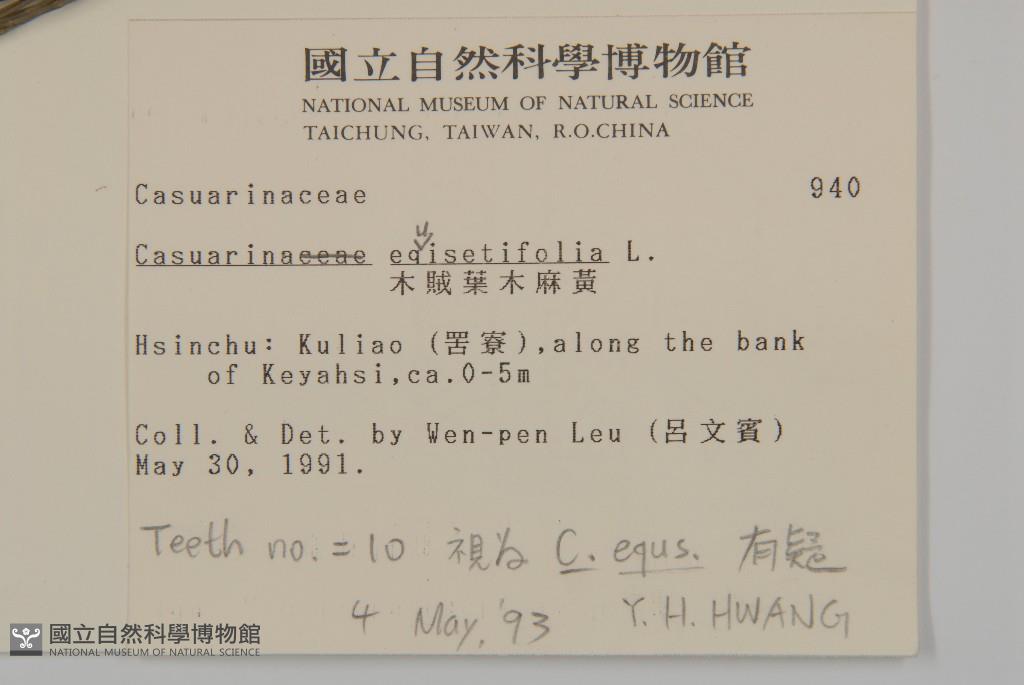 國立自然科學博物館
NATIONAL MUSEUM OF NATURAL SCIENCE
TAICHUNG, TAIWAN, R.O.CHINA
Casuarinaceae 940
Casuarinaceae eqisetifolia L.
u
木賊葉木麻黃
Hsinchu: Kuliao (罟寮),along the bank
of Keyahsi,ca.0-5m
Coll. & Det. by Wen-pen Leu (呂文賓)
May 30, 1991.
Teeth no. = 10 視為 C. equs. 有疑
4 May, '93 Y. H. HWANG
國立自然科學博物館
NATIONAL MUSEUM OF NATURAL SCIENCE